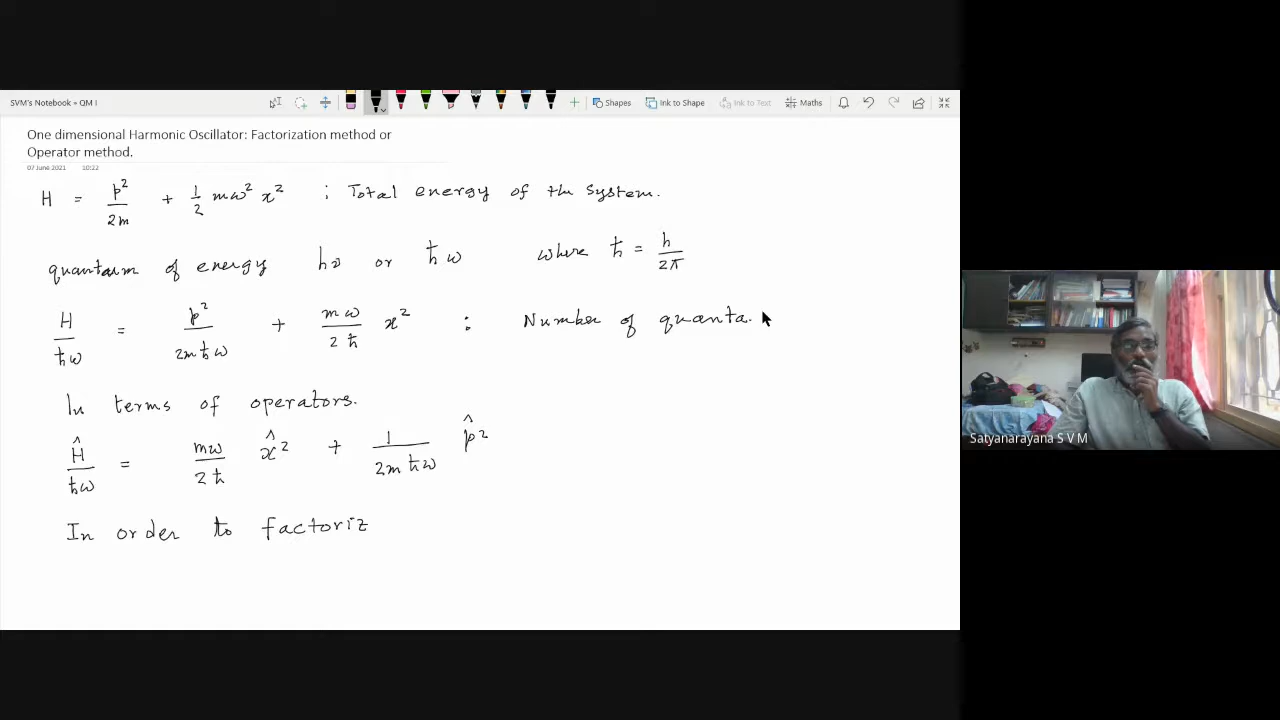 SVM's Notebook » QM I
Shapes Ink to Shape Ink to Text Maths
One dimensional Harmonic Oscillator: Factorization method or
Operator method.
07 June 2021 10:22
H = p²/2m + 1/2 mω² x² ; Total energy of the system.
quantum of energy hν or ħω where ħ = h/2π
H/ħω = p²/2mħω + mω/2ħ x² : Number of quanta.
In terms of operators.
Ĥ/ħω = mω/2ħ x̂² + 1/2mħω p̂²
In order to factoriz
Satyanarayana S V M